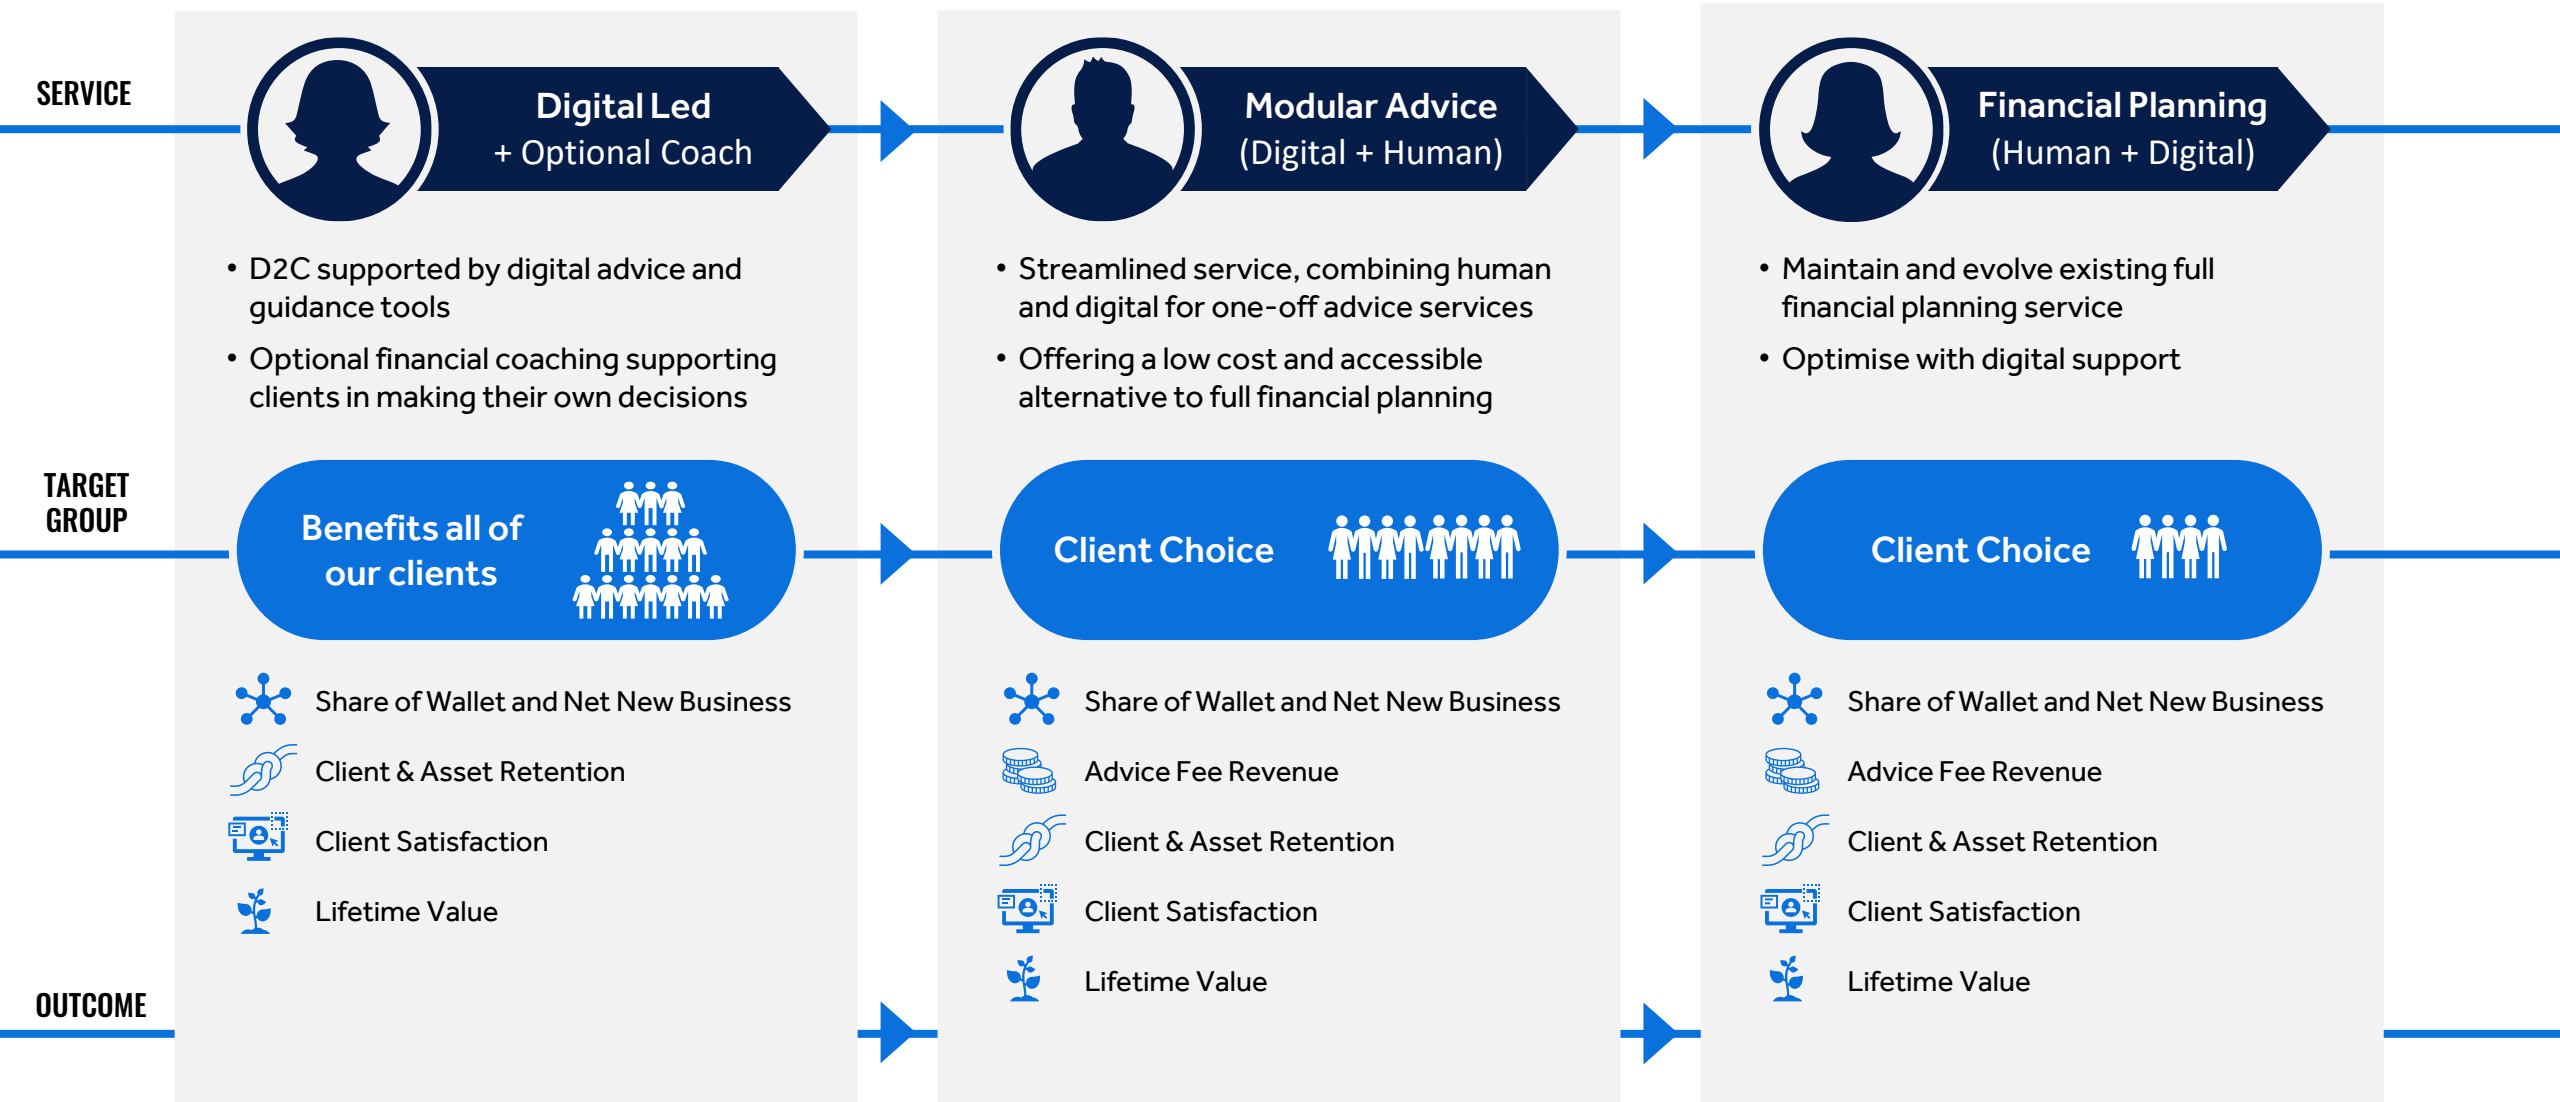 SERVICE
Digital Led
+ Optional Coach
Modular Advice
(Digital + Human)
Financial Planning
(Human + Digital)
• D2C supported by digital advice and
guidance tools
• Optional financial coaching supporting
clients in making their own decisions
• Streamlined service, combining human
and digital for one-off advice services
• Offering a low cost and accessible
alternative to full financial planning
• Maintain and evolve existing full
financial planning service
• Optimise with digital support
TARGET
GROUP
Benefits all of
our clients
Client Choice
Client Choice
OUTCOME
Share of Wallet and Net New Business
Client & Asset Retention
Client Satisfaction
Lifetime Value
Share of Wallet and Net New Business
Advice Fee Revenue
Client & Asset Retention
Client Satisfaction
Lifetime Value
Share of Wallet and Net New Business
Advice Fee Revenue
Client & Asset Retention
Client Satisfaction
Lifetime Value